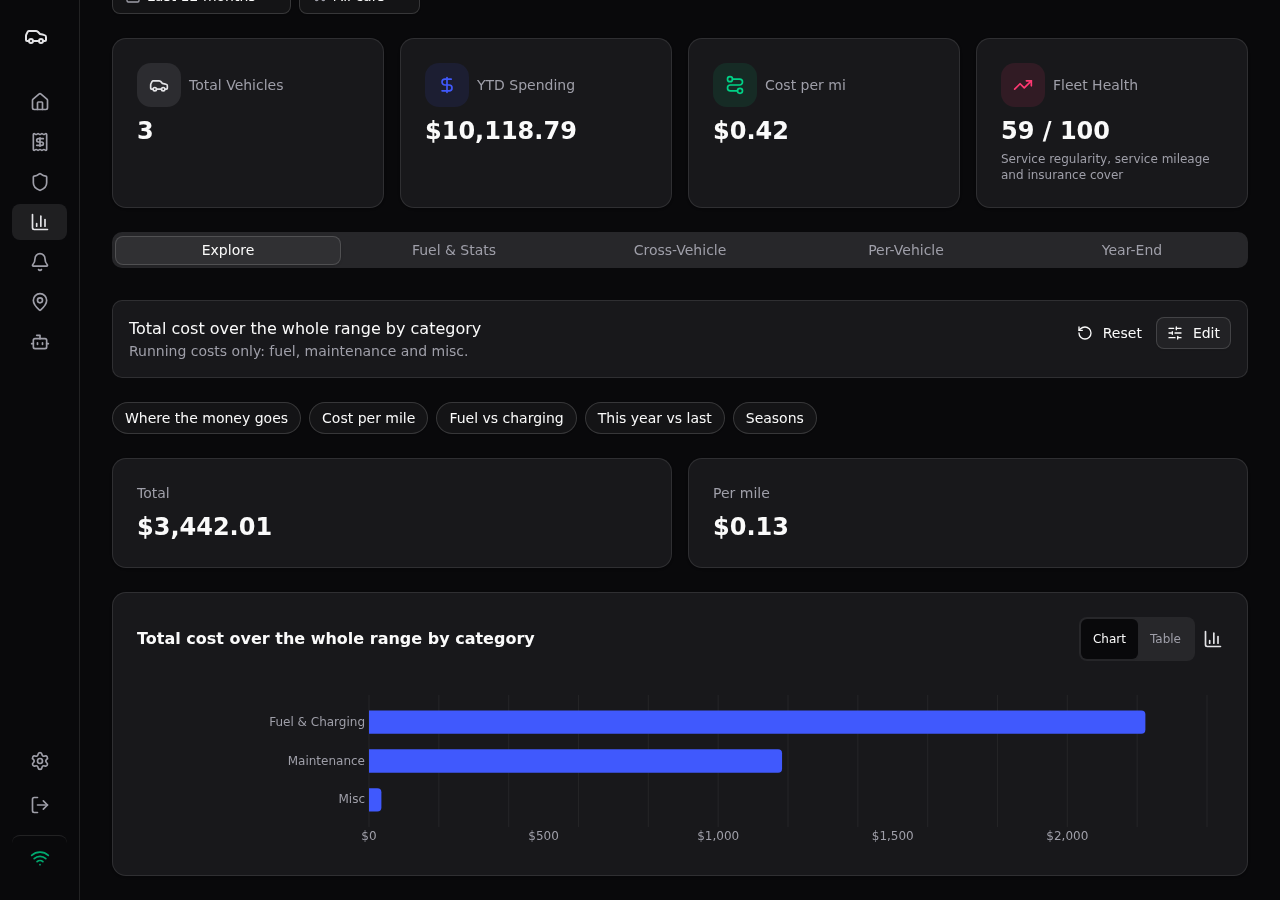 Total Vehicles
3
YTD Spending
$10,118.79
Cost per mi
$0.42
Fleet Health
59 / 100
Service regularity, service mileage
and insurance cover
Explore
Fuel & Stats
Cross-Vehicle
Per-Vehicle
Year-End
Total cost over the whole range by category
Running costs only: fuel, maintenance and misc.
Reset
Edit
Where the money goes
Cost per mile
Fuel vs charging
This year vs last
Seasons
Total
$3,442.01
Per mile
$0.13
Total cost over the whole range by category
Chart
Table
Fuel & Charging
Maintenance
Misc
$0
$500
$1,000
$1,500
$2,000